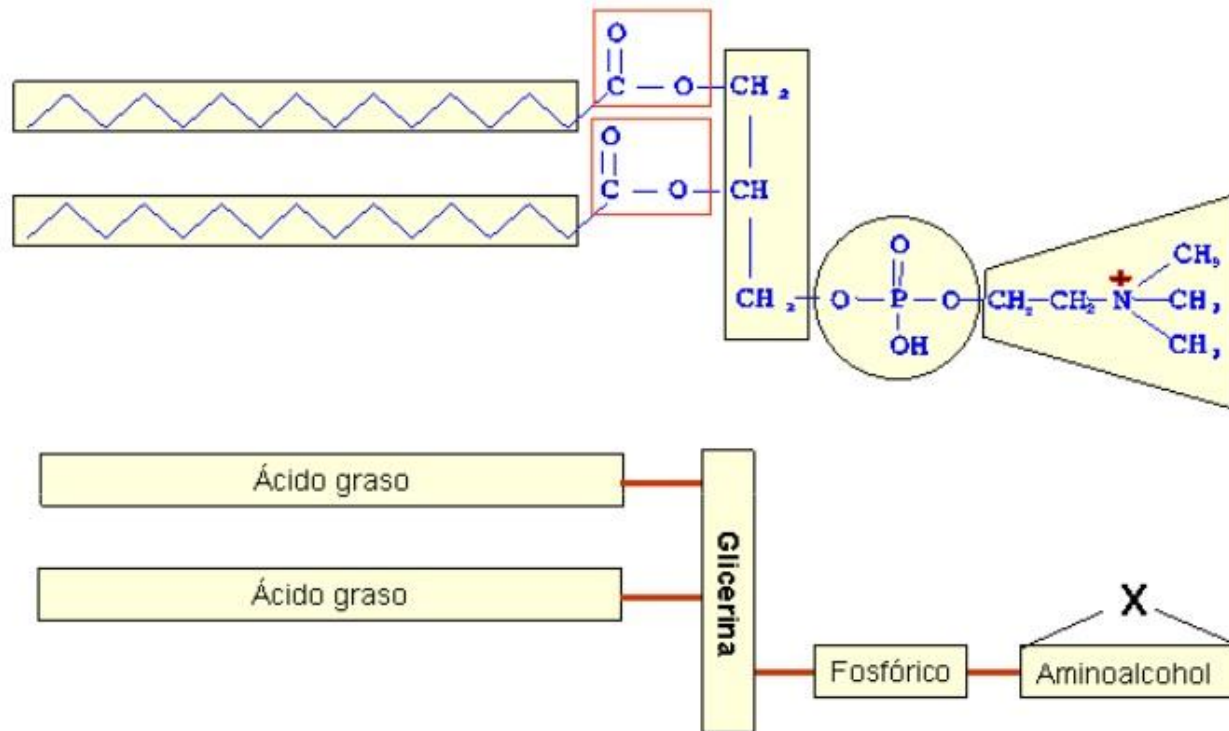 O
C — O — CH₂
O
C — O — CH
CH₂ — O — P — O — CH₂ — CH₂ — N
O
OH
+
CH₃
CH₃
CH₃
Ácido graso
Ácido graso
Glicerina
Fosfórico
X
Aminoalcohol